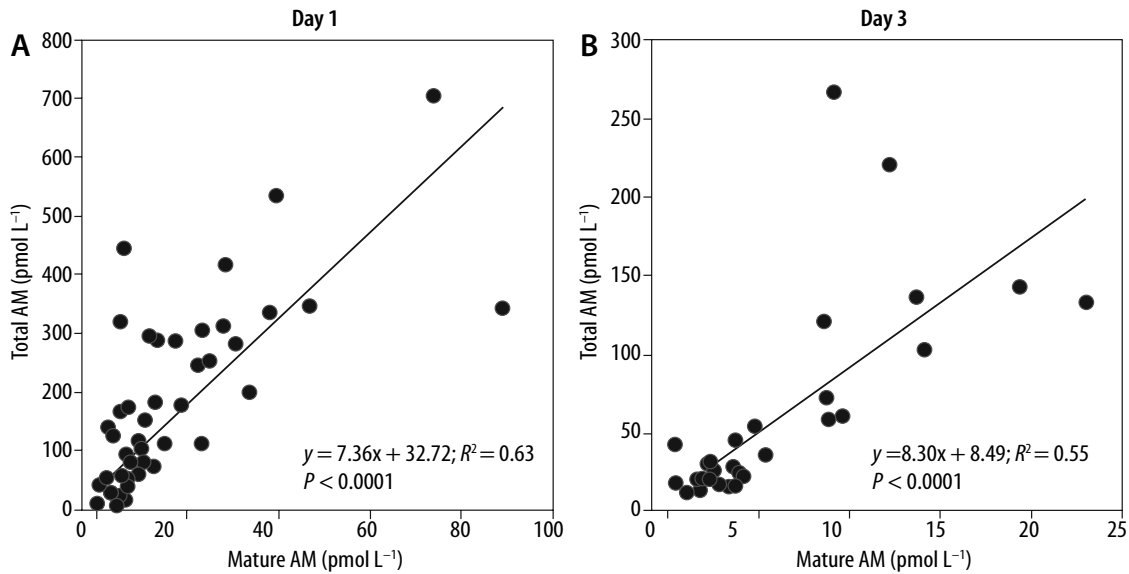 Day 1
A
800
700
600
500
400
300
200
100
0
Total AM (pmol L⁻¹)
0 20 40 60 80 100
Mature AM (pmol L⁻¹)
y = 7.36x + 32.72; R² = 0.63
P < 0.0001
Day 3
B
300
250
200
150
100
50
0
Total AM (pmol L⁻¹)
0 5 10 15 20 25
Mature AM (pmol L⁻¹)
y =8.30x + 8.49; R² = 0.55
P < 0.0001